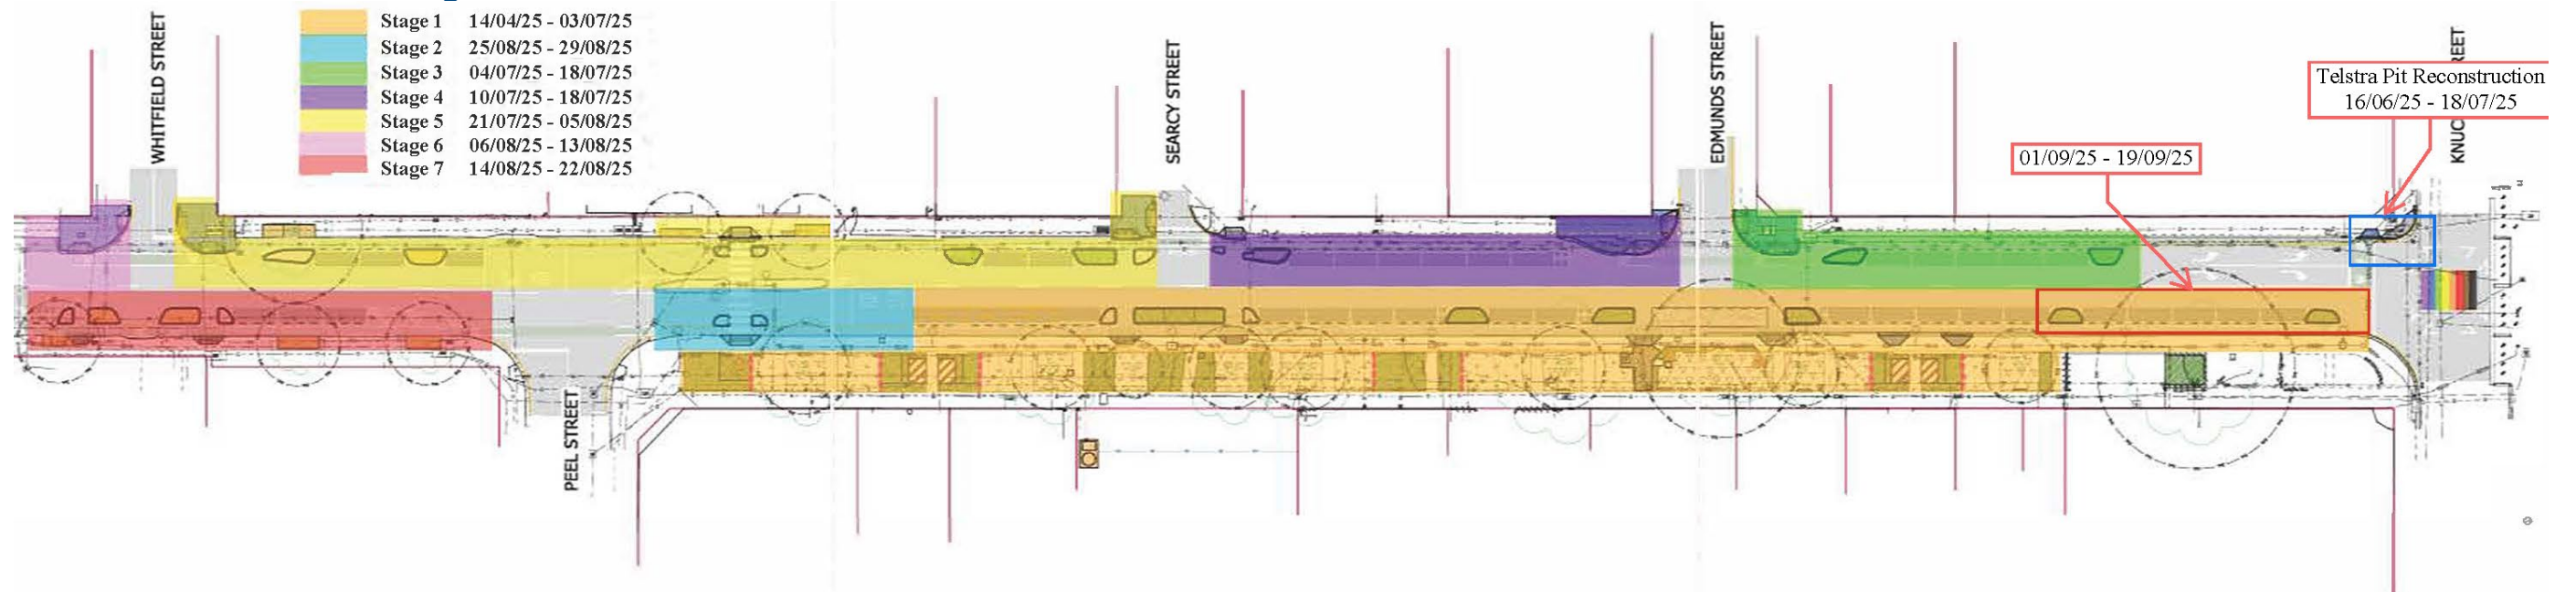 Stage 1 14/04/25 - 03/07/25
Stage 2 25/08/25 - 29/08/25
Stage 3 04/07/25 - 18/07/25
Stage 4 10/07/25 - 18/07/25
Stage 5 21/07/25 - 05/08/25
Stage 6 06/08/25 - 13/08/25
Stage 7 14/08/25 - 22/08/25
WHITFIELD STREET
SEARCY STREET
EDMUNDS STREET
Telstra Pit Reconstruction
16/06/25 - 18/07/25
KNUC
REET
01/09/25 - 19/09/25
PEEL STREET